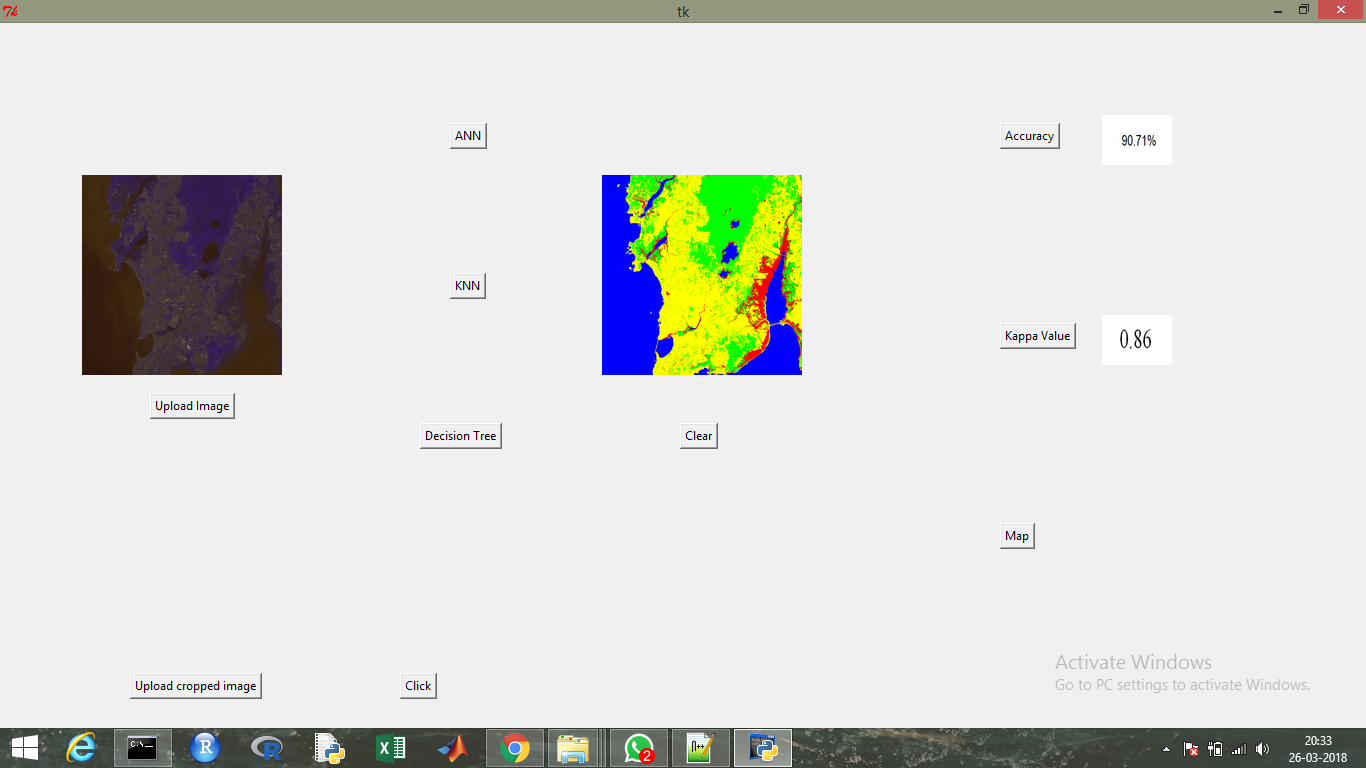 tk
ANN
Accuracy
90.71%
KNN
Kappa Value
0.86
Upload Image
Decision Tree
Clear
Map
Activate Windows
Go to PC settings to activate Windows.
Upload cropped image
Click
C:\_
R
R
2
n++
20:33
26-03-2018